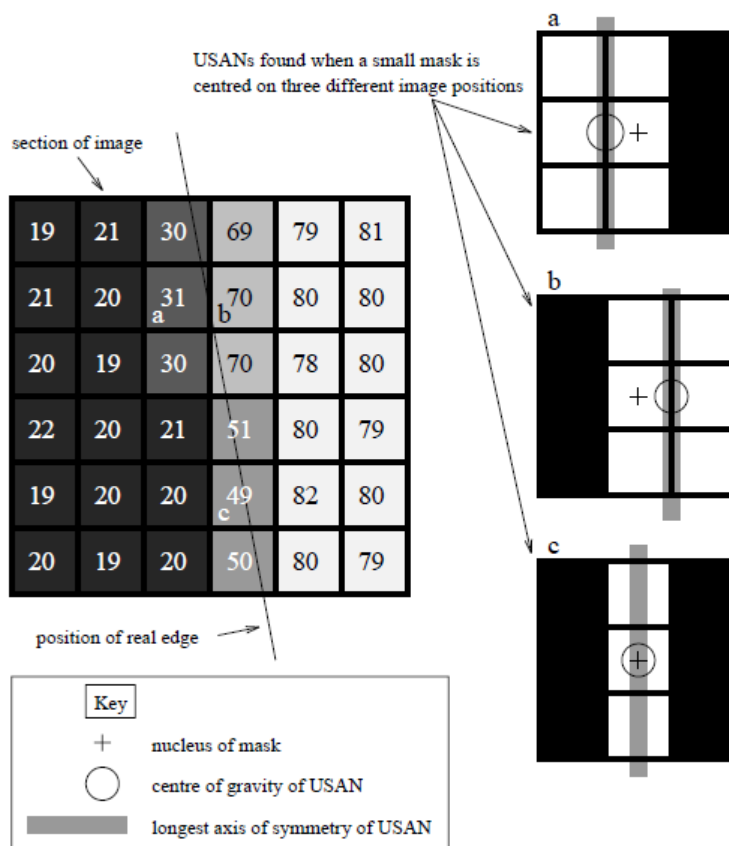 USANs found when a small mask is
centred on three different image positions
section of image
19 21 30 69 79 81
21 20 31 70 80 80
a b
20 19 30 70 78 80
22 20 21 51 80 79
19 20 20 49 82 80
c
20 19 20 50 80 79
position of real edge
a
b
c
Key
nucleus of mask
centre of gravity of USAN
longest axis of symmetry of USAN